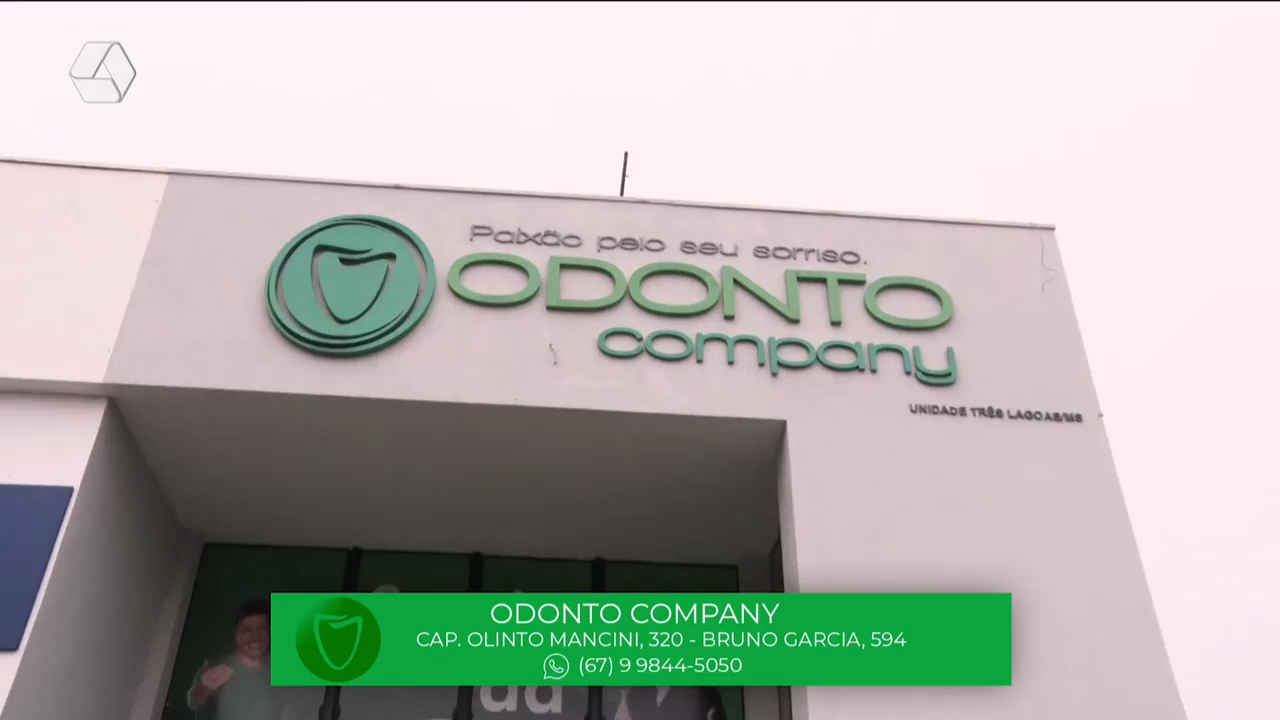 Paixão pelo seu sorriso.
ODONTO
company
UNIDADE TRÊS LAGOAS/MS
da
ODONTO COMPANY
CAP. OLINTO MANCINI, 320 - BRUNO GARCIA, 594
(67) 9 9844-5050